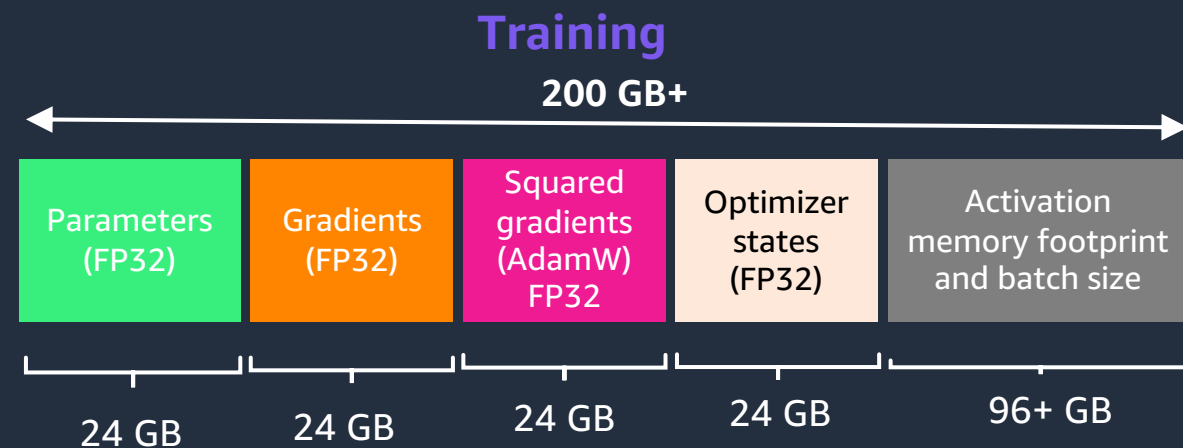 Training
200 GB+
Parameters
(FP32)
Gradients
(FP32)
Squared
gradients
(AdamW)
FP32
Optimizer
states
(FP32)
Activation
memory footprint
and batch size
24 GB
24 GB
24 GB
24 GB
96+ GB